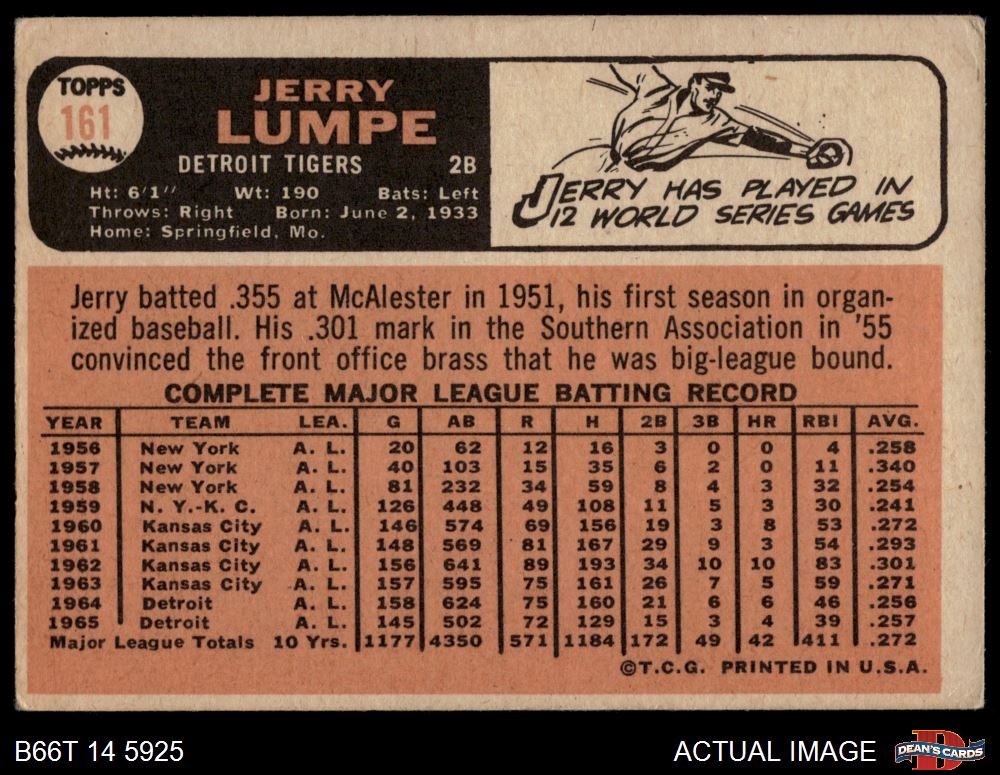 TOPPS
161
JERRY
LUMPE
DETROIT TIGERS 2B
Ht: 6'1" Wt: 190 Bats: Left
Throws: Right Born: June 2, 1933
Home: Springfield, Mo.
JERRY HAS PLAYED IN
12 WORLD SERIES GAMES
Jerry batted .355 at McAlester in 1951, his first season in organ-
ized baseball. His .301 mark in the Southern Association in '55
convinced the front office brass that he was big-league bound.
COMPLETE MAJOR LEAGUE BATTING RECORD
YEAR TEAM LEA. G AB R H 2B 3B HR RBI AVG.
1956 New York A. L. 20 62 12 16 3 0 0 4 .258
1957 New York A. L. 40 103 15 35 6 2 0 11 .340
1958 New York A. L. 81 232 34 59 8 4 3 32 .254
1959 N. Y.-K. C. A. L. 126 448 49 108 11 5 3 30 .241
1960 Kansas City A. L. 146 574 69 156 19 3 8 53 .272
1961 Kansas City A. L. 148 569 81 167 29 9 3 54 .293
1962 Kansas City A. L. 156 641 89 193 34 10 10 83 .301
1963 Kansas City A. L. 157 595 75 161 26 7 5 59 .271
1964 Detroit A. L. 158 624 75 160 21 6 6 46 .256
1965 Detroit A. L. 145 502 72 129 15 3 4 39 .257
Major League Totals 10 Yrs. 1177 4350 571 1184 172 49 42 411 .272
©T.C.G. PRINTED IN U.S.A.
B66T 14 5925 ACTUAL IMAGE DEAN'S CARDS